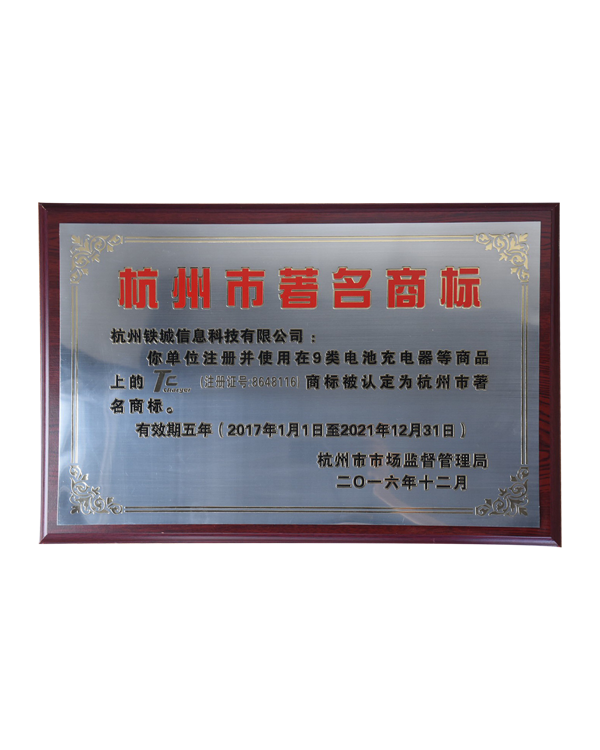 杭州市著名商标
杭州铁城信息科技有限公司：
你单位注册并使用在9类电池充电器等商品
上的 TC Charger (注册证号:8648116) 商标被认定为杭州市著
名商标。
有效期五年（2017年1月1日至2021年12月31日）
杭州市市场监督管理局
二〇一六年十二月